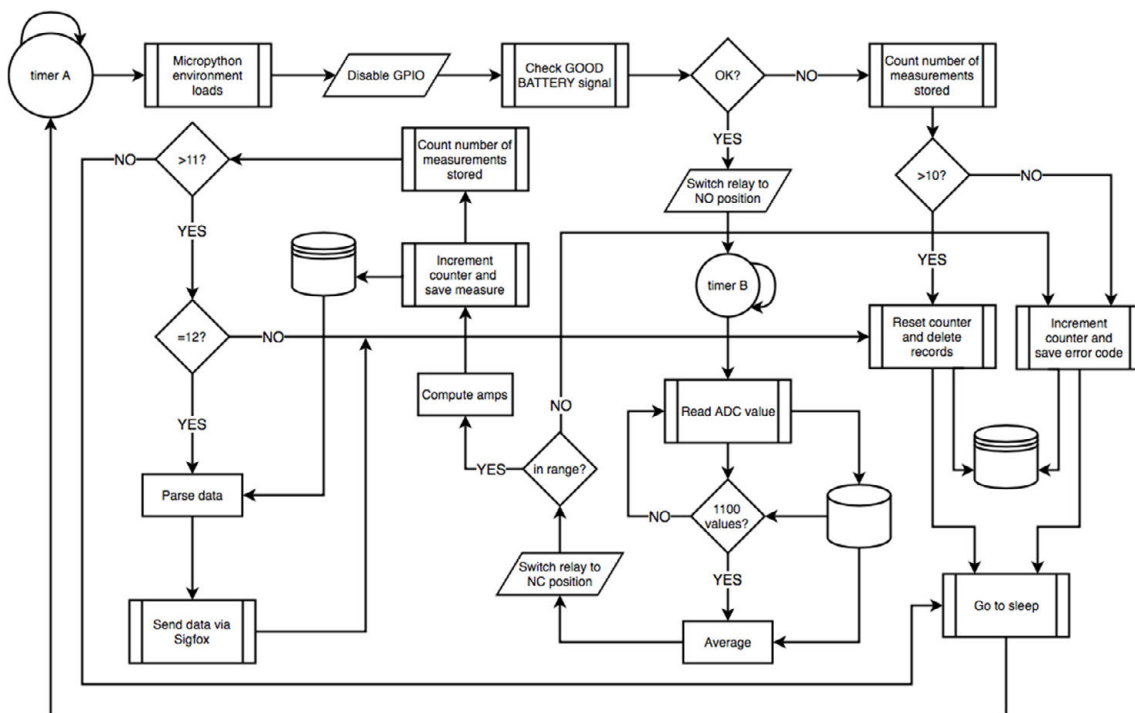 timer A
Micropython
environment
loads
Disable GPIO
Check GOOD
BATTERY signal
OK?
NO
Count number of
measurements
stored
YES
>11?
NO
Count number of
measurements
stored
Switch relay to
NO position
>10?
NO
YES
YES
Increment
counter and
save measure
timer B
=12?
NO
Reset counter
and delete
records
Increment
counter and
save error code
Compute amps
NO
Read ADC value
YES
YES
in range?
Parse data
1100
values?
NO
Switch relay to
NC position
YES
Send data via
Sigfox
Average
Go to sleep
NO